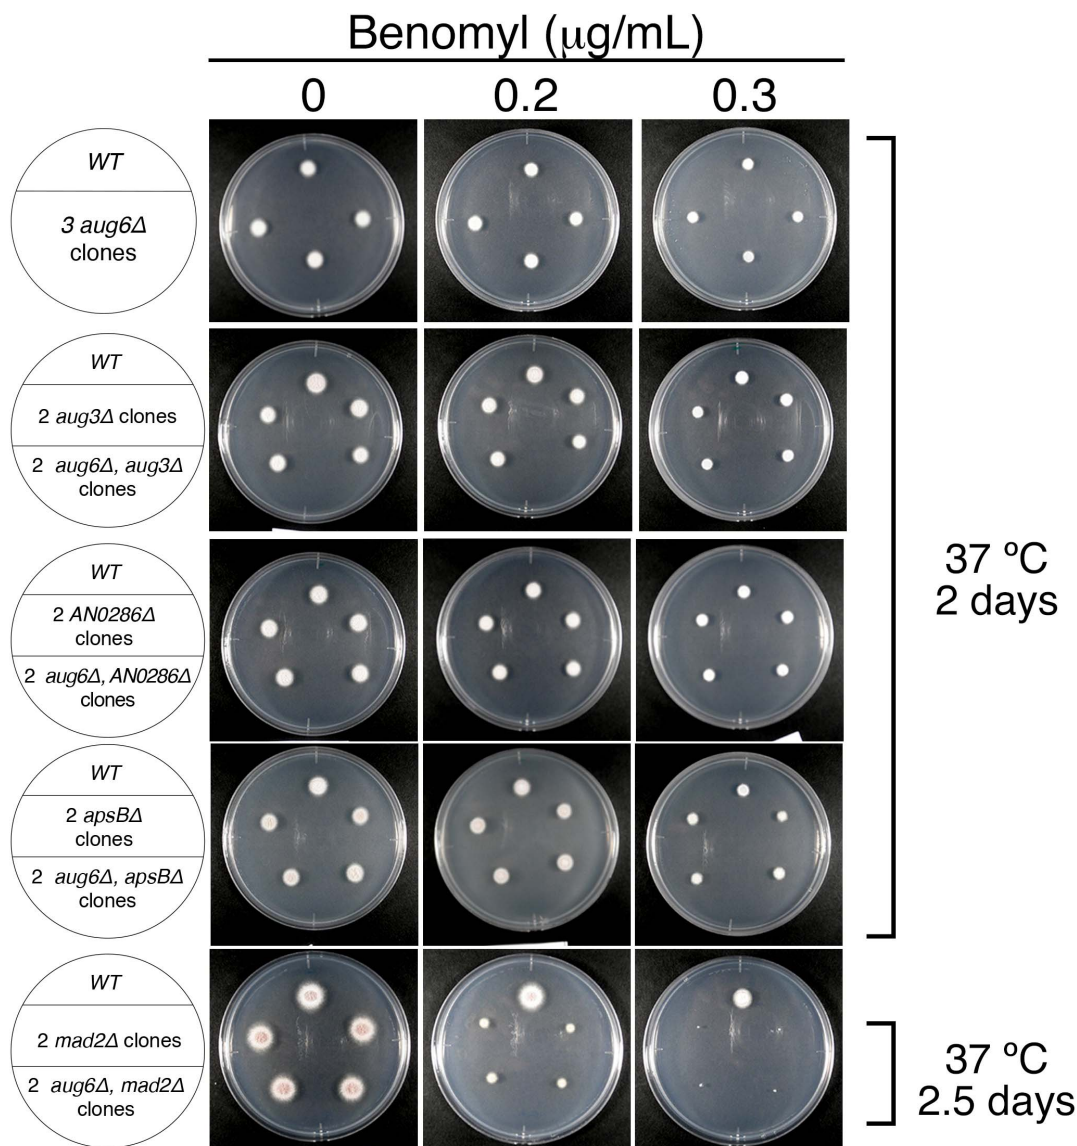 Benomyl (μg/mL)
0 0.2 0.3
WT
3 aug6Δ
clones
WT
2 aug3Δ clones
2 aug6Δ, aug3Δ
clones
WT
2 AN0286Δ
clones
2 aug6Δ, AN0286Δ
clones
37 ºC
2 days
WT
2 apsBΔ
clones
2 aug6Δ, apsBΔ
clones
WT
2 mad2Δ clones
2 aug6Δ, mad2Δ
clones
37 ºC
2.5 days